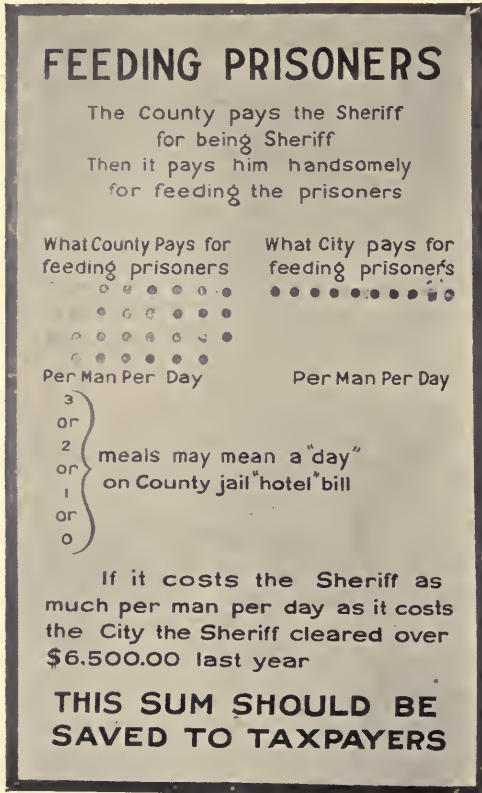 FEEDING PRISONERS
The County pays the Sheriff
for being Sheriff
Then it pays him handsomely
for feeding the prisoners
What County Pays for
feeding prisoners
What City pays for
feeding prisoners
Per Man Per Day
Per Man Per Day
3
or
2
or
1
or
0
meals may mean a "day"
on County jail "hotel" bill
If it costs the Sheriff as
much per man per day as it costs
the City the Sheriff cleared over
$6.500.00 last year
THIS SUM SHOULD BE
SAVED TO TAXPAYERS